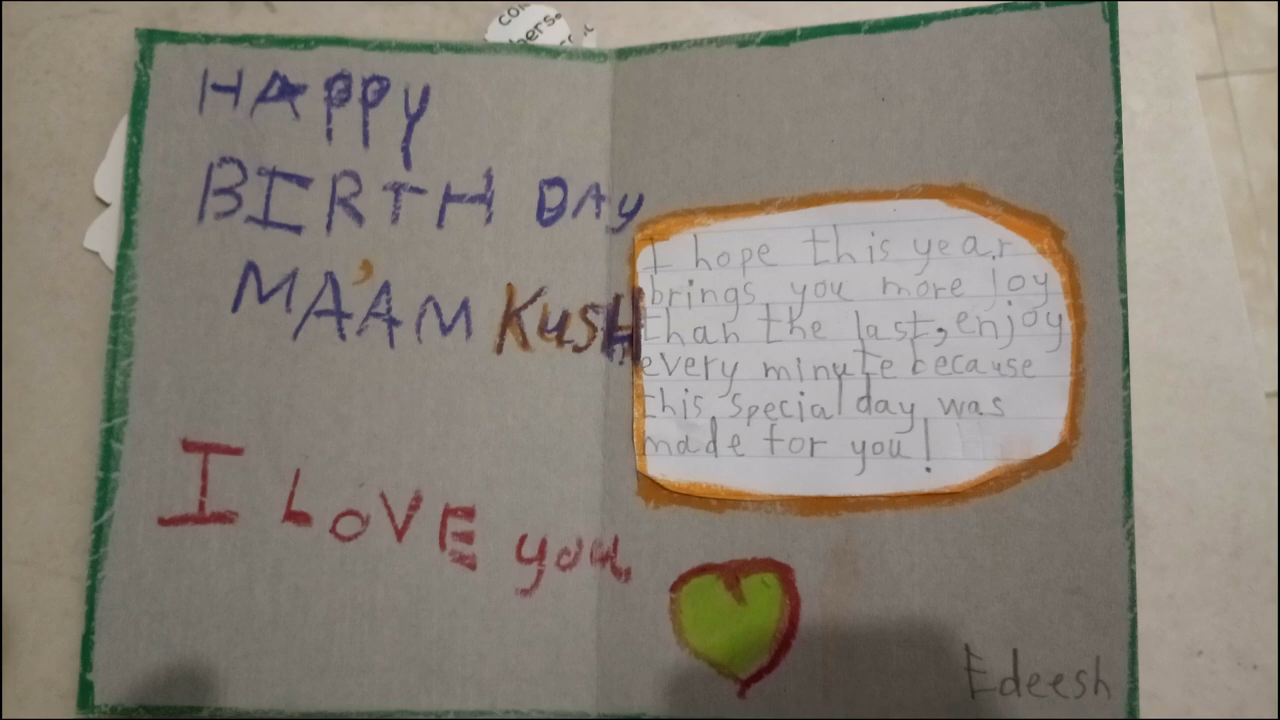 HAPPY
BIRTH DAY
MA'AM KUSH
I LOVE you
I hope this year
brings you more joy
than the last, enjoy
every minute because
this special day was
made for you!
Edeesh